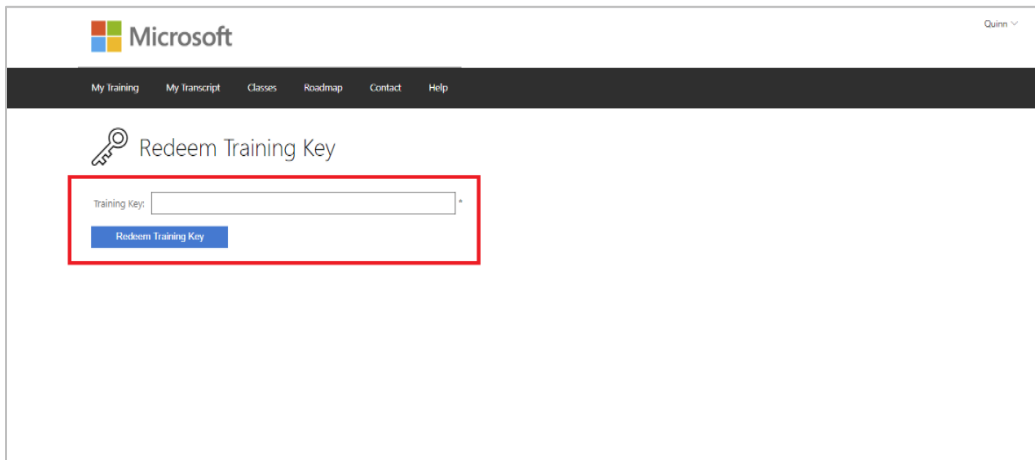 Microsoft
Quinn
My Training My Transcript Classes Roadmap Contact Help
Redeem Training Key
Training Key: *
Redeem Training Key